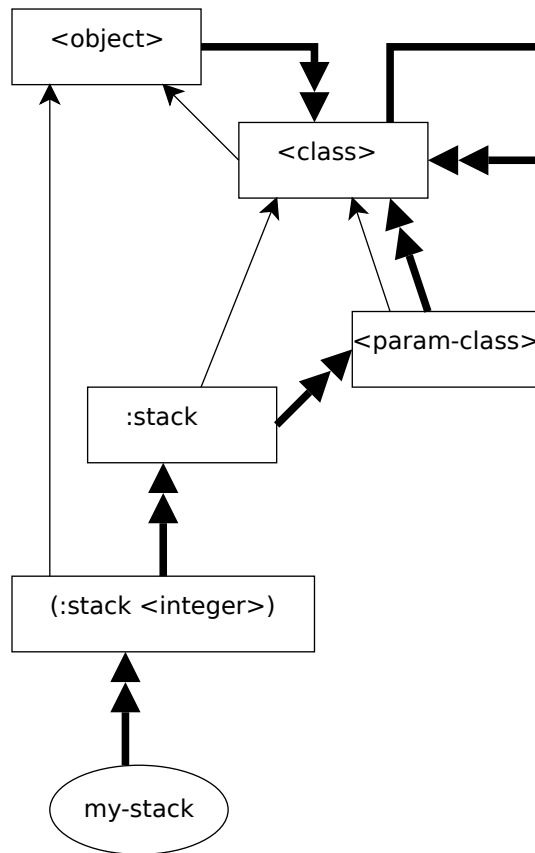 <object>
<class>
<param-class>
:stack
(:stack <integer>)
my-stack